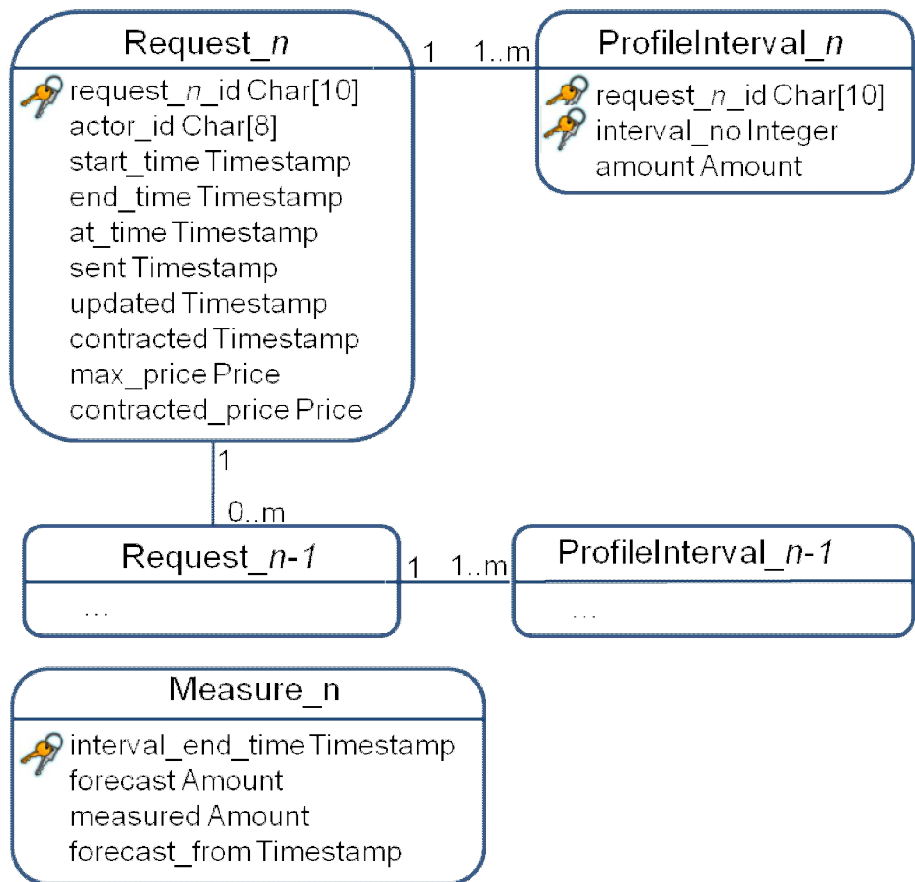 Request_n
1 1..m
ProfileInterval_n
request_n_id Char[10]
actor_id Char[8]
start_time Timestamp
end_time Timestamp
at_time Timestamp
sent Timestamp
updated Timestamp
contracted Timestamp
max_price Price
contracted_price Price
request_n_id Char[10]
interval_no Integer
amount Amount
1
0..m
Request_n-1
1 1..m
ProfileInterval_n-1
...
...
Measure_n
interval_end_time Timestamp
forecast Amount
measured Amount
forecast_from Timestamp